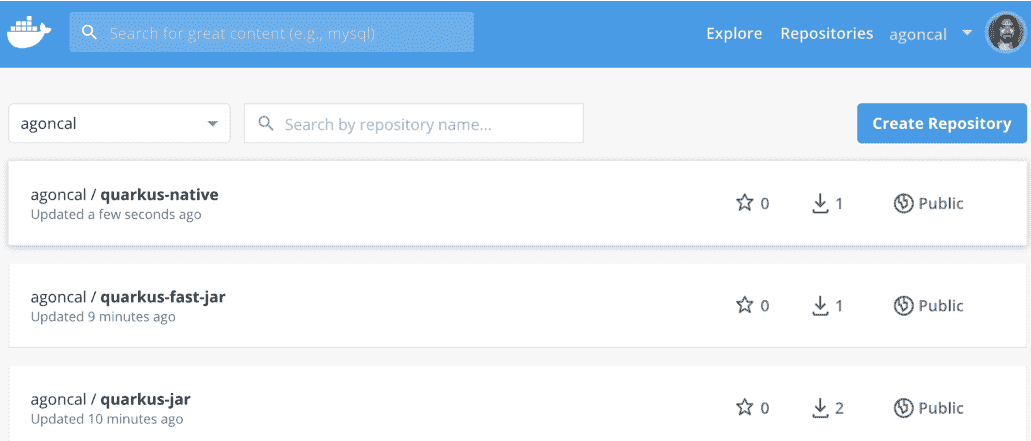 Search for great content (e.g., mysql) Explore Repositories agoncal
agoncal Search by repository name... Create Repository
agoncal / quarkus-native 0 1 Public
Updated a few seconds ago
agoncal / quarkus-fast-jar 0 1 Public
Updated 9 minutes ago
agoncal / quarkus-jar 0 2 Public
Updated 10 minutes ago